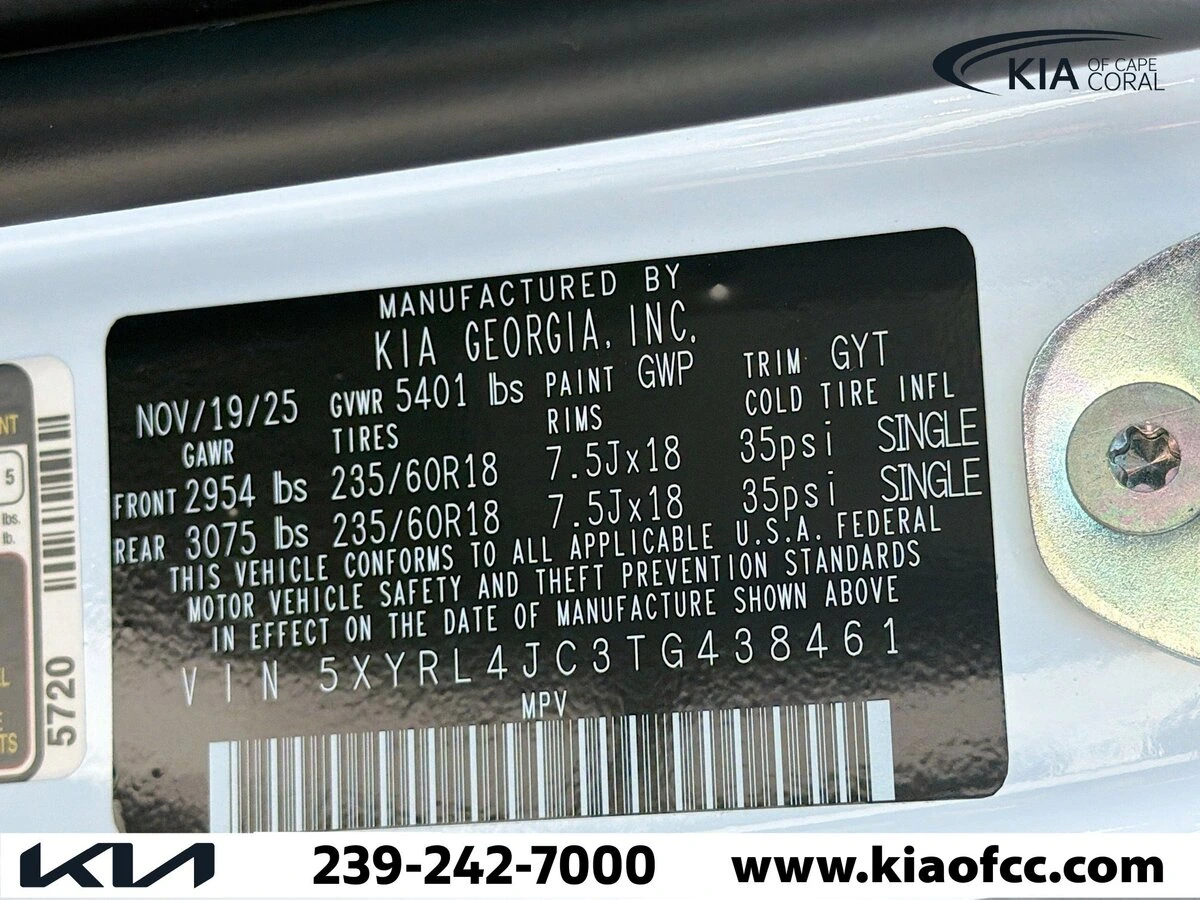 KIA OF CAPE CORAL
MANUFACTURED BY
KIA GEORGIA, INC.
NOV/19/25 GVWR 5401 lbs PAINT GWP TRIM GYT
GAWR TIRES RIMS COLD TIRE INFL
FRONT 2954 lbs 235/60R18 7.5Jx18 35psi SINGLE
REAR 3075 lbs 235/60R18 7.5Jx18 35psi SINGLE
THIS VEHICLE CONFORMS TO ALL APPLICABLE U.S.A. FEDERAL
MOTOR VEHICLE SAFETY AND THEFT PREVENTION STANDARDS
IN EFFECT ON THE DATE OF MANUFACTURE SHOWN ABOVE
VIN 5XYRL4JC3TG438461
MPV
5
lbs.
lb.
5720
KIA 239-242-7000 www.kiaofcc.com